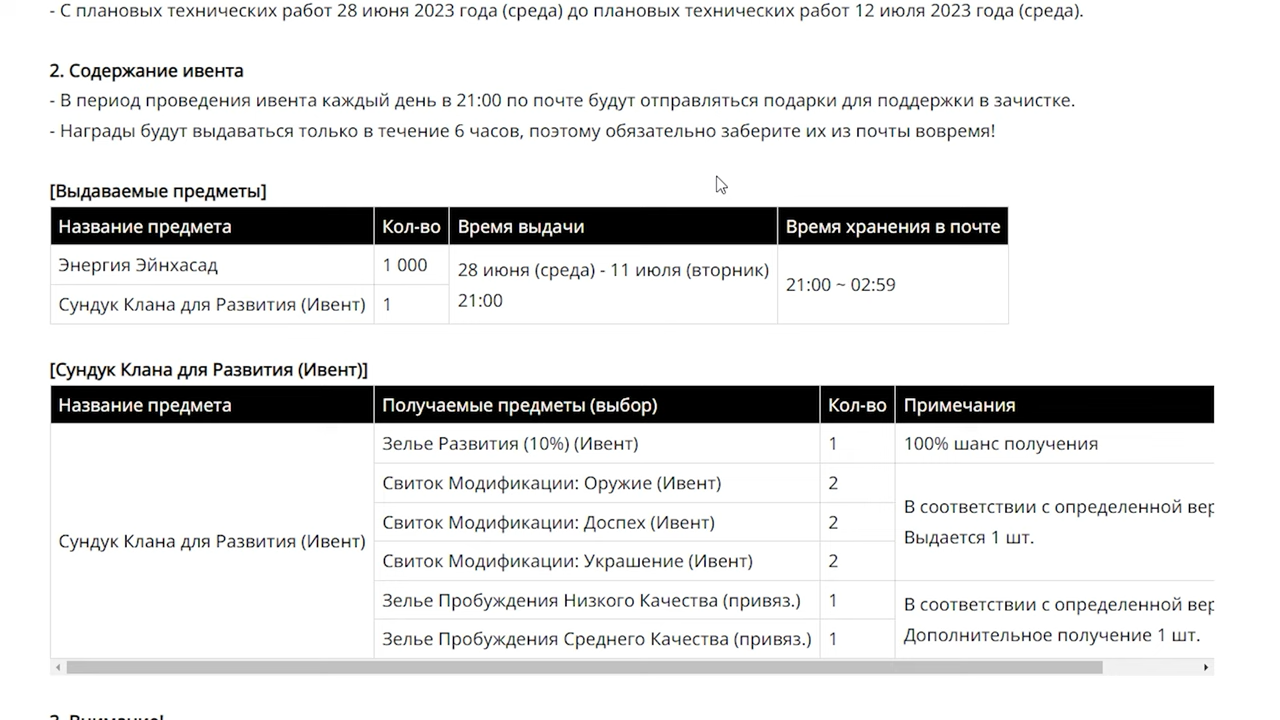 - С плановых технических работ 28 июня 2023 года (среда) до плановых технических работ 12 июля 2023 года (среда).
2. Содержание ивента
- В период проведения ивента каждый день в 21:00 по почте будут отправляться подарки для поддержки в зачистке.
- Награды будут выдаваться только в течение 6 часов, поэтому обязательно заберите их из почты вовремя!
[Выдаваемые предметы]
Название предмета Кол-во Время выдачи Время хранения в почте
Энергия Эйнхасад 1 000
28 июня (среда) - 11 июля (вторник)
21:00
21:00 ~ 02:59
Сундук Клана для Развития (Ивент) 1
[Сундук Клана для Развития (Ивент)]
Название предмета Получаемые предметы (выбор) Кол-во Примечания
Сундук Клана для Развития (Ивент)
Зелье Развития (10%) (Ивент) 1 100% шанс получения
Свиток Модификации: Оружие (Ивент) 2
Свиток Модификации: Доспех (Ивент) 2
Свиток Модификации: Украшение (Ивент) 2
В соответствии с определенной вер
Выдается 1 шт.
Зелье Пробуждения Низкого Качества (привяз.) 1
Зелье Пробуждения Среднего Качества (привяз.) 1
В соответствии с определенной вер
Дополнительное получение 1 шт.